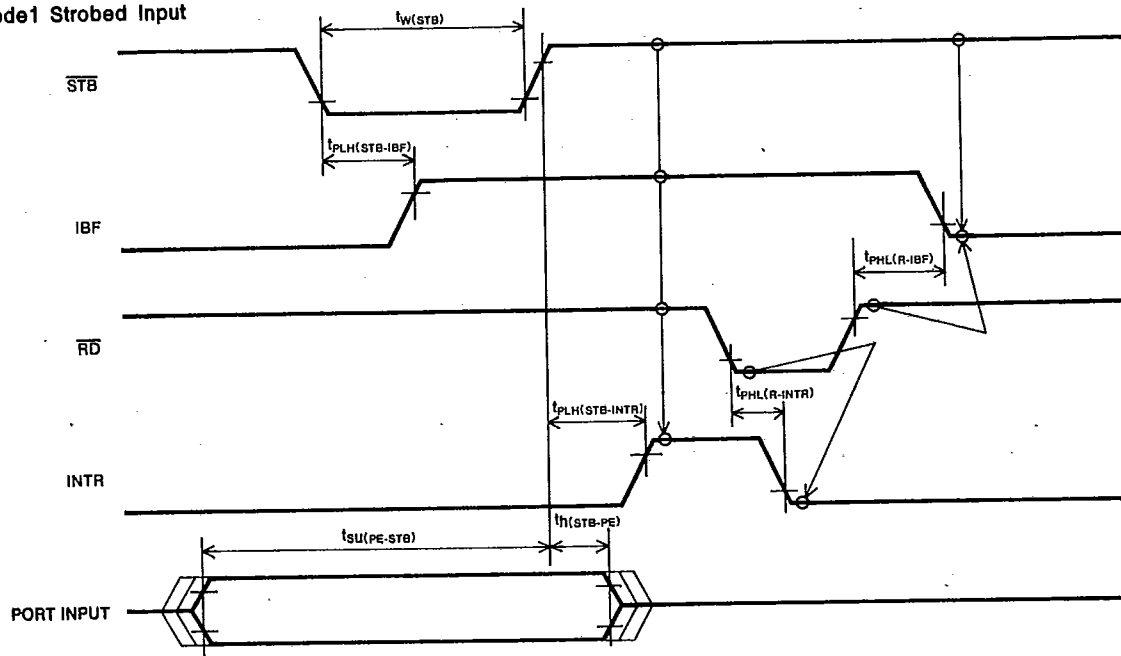 de1 Strobed Input
tW(STB)
STB
tPLH(STB-IBF)
IBF
tPHL(R-IBF)
RD
tPHL(R-INTR)
tPLH(STB-INTR)
INTR
th(STB-PE)
tSU(PE-STB)
PORT INPUT